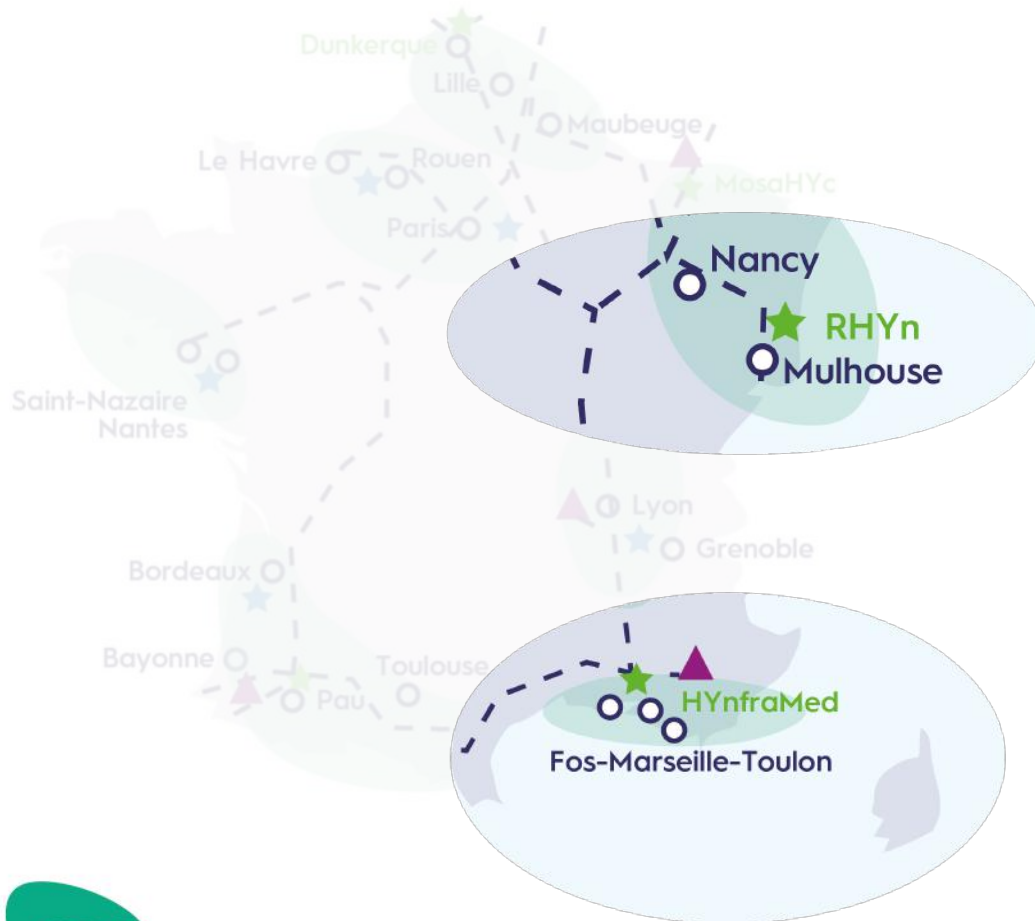 Dunkerque
Lille
Maubeuge
Le Havre
Rouen
MosaHYc
Paris
Nancy
RHYn
Mulhouse
Saint-Nazaire
Nantes
Lyon
Grenoble
Bordeaux
Bayonne
Toulouse
Pau
HYnfraMed
Fos-Marseille-Toulon